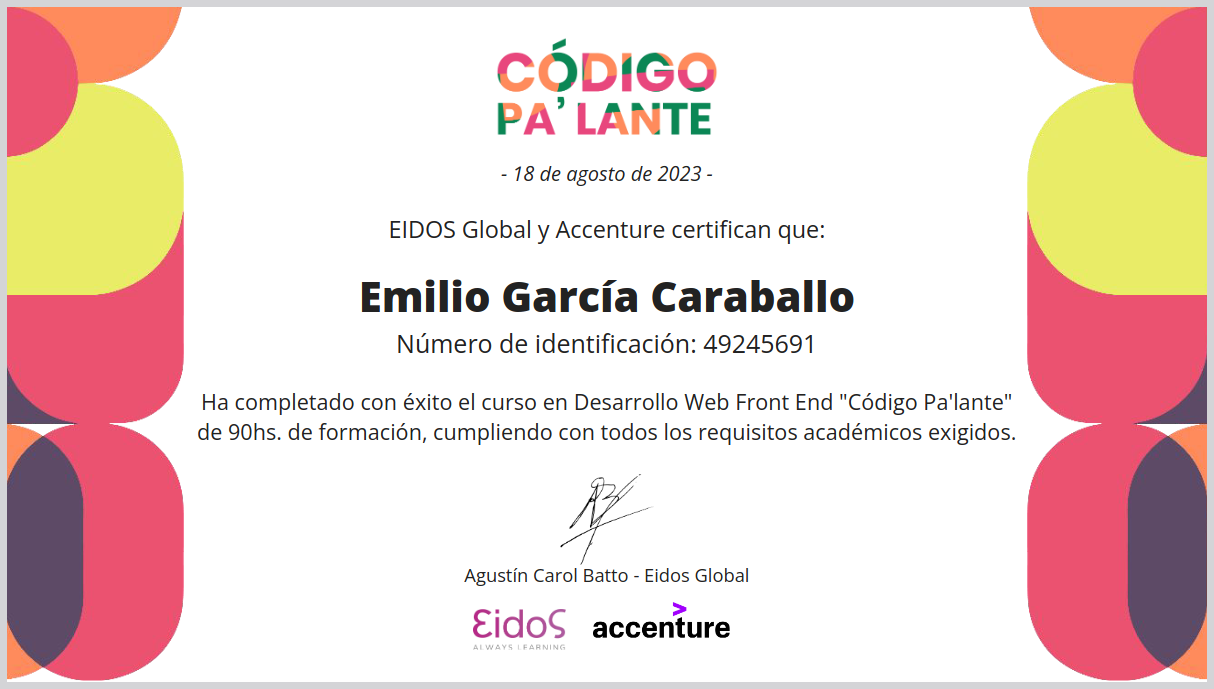 CÓDIGO
PA'LANTE
- 18 de agosto de 2023 -
EIDOS Global y Accenture certifican que:
Emilio García Caraballo
Número de identificación: 49245691
Ha completado con éxito el curso en Desarrollo Web Front End "Código Pa'lante"
de 90hs. de formación, cumpliendo con todos los requisitos académicos exigidos.
Agustín Carol Batto - Eidos Global
Eidos accenture
ALWAYS LEARNING